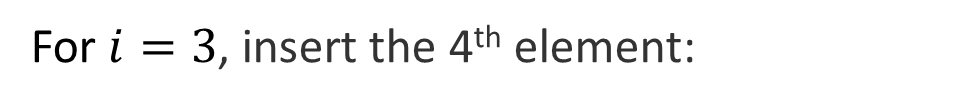 For i = 3, insert the 4th element: